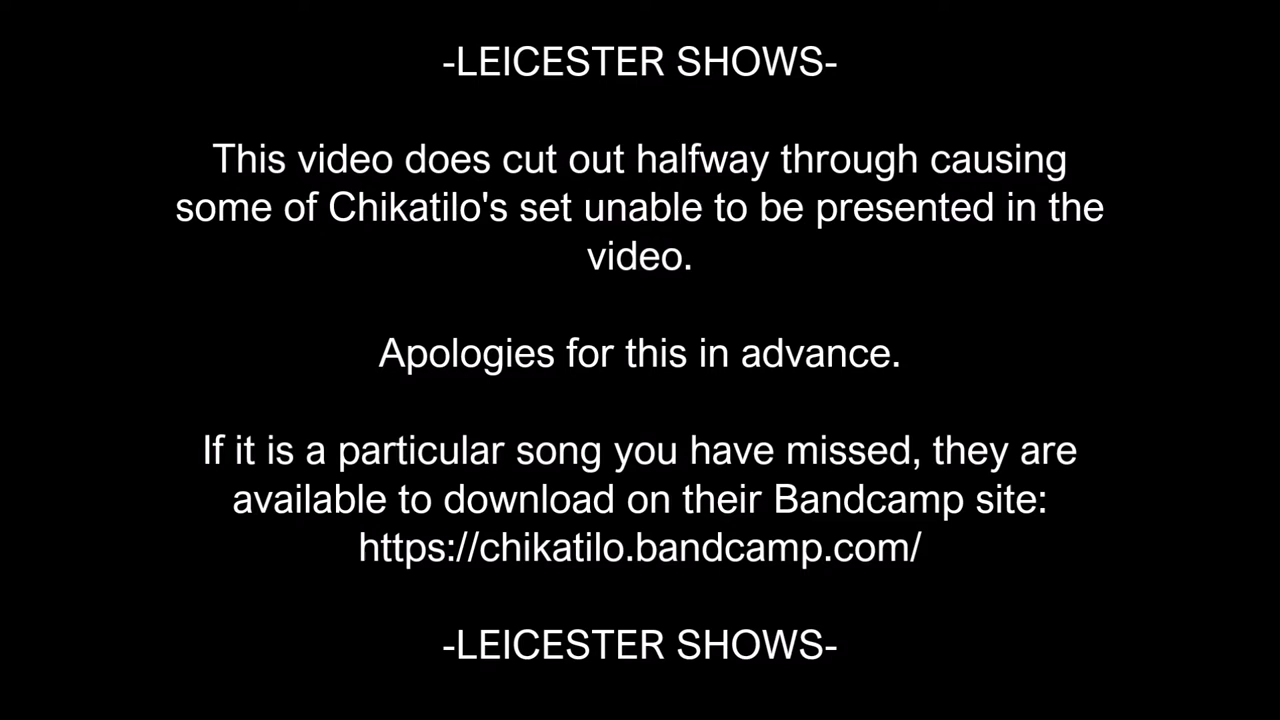 -LEICESTER SHOWS-
This video does cut out halfway through causing
some of Chikatilo's set unable to be presented in the
video.
Apologies for this in advance.
If it is a particular song you have missed, they are
available to download on their Bandcamp site:
https://chikatilo.bandcamp.com/
-LEICESTER SHOWS-